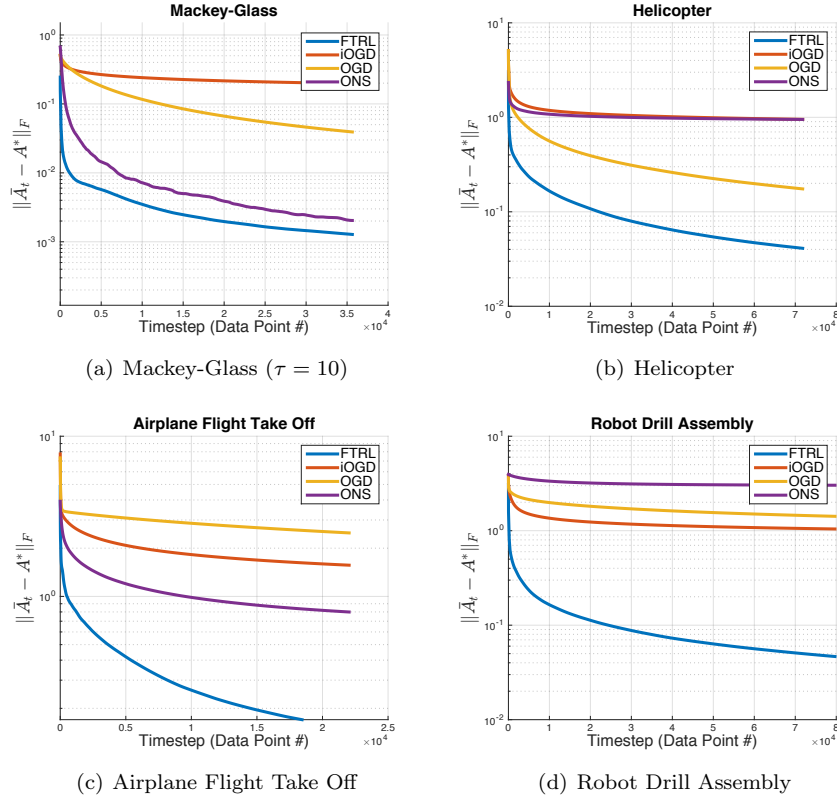 Mackey-Glass
10^0
10^-1
10^-2
10^-3
||Ā_t − A*||_F
FTRL
iOGD
OGD
ONS
0 0.5 1 1.5 2 2.5 3 3.5 4
Timestep (Data Point #) ×10^4
(a) Mackey-Glass (τ = 10)
Helicopter
10^1
10^0
10^-1
10^-2
||Ā_t − A*||_F
FTRL
iOGD
OGD
ONS
0 1 2 3 4 5 6 7 8
Timestep (Data Point #) ×10^4
(b) Helicopter
Airplane Flight Take Off
10^1
10^0
||Ā_t − A*||_F
FTRL
iOGD
OGD
ONS
0 0.5 1 1.5 2 2.5
Timestep (Data Point #) ×10^4
(c) Airplane Flight Take Off
Robot Drill Assembly
10^1
10^0
10^-1
10^-2
||Ā_t − A*||_F
FTRL
iOGD
OGD
ONS
0 1 2 3 4 5 6 7 8
Timestep (Data Point #) ×10^4
(d) Robot Drill Assembly